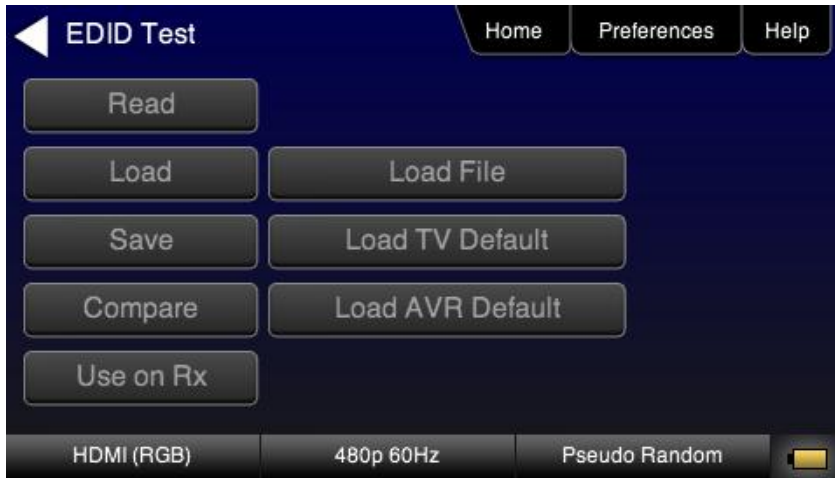 EDID Test
Home
Preferences
Help
Read
Load
Load File
Save
Load TV Default
Compare
Load AVR Default
Use on Rx
HDMI (RGB)
480p 60Hz
Pseudo Random